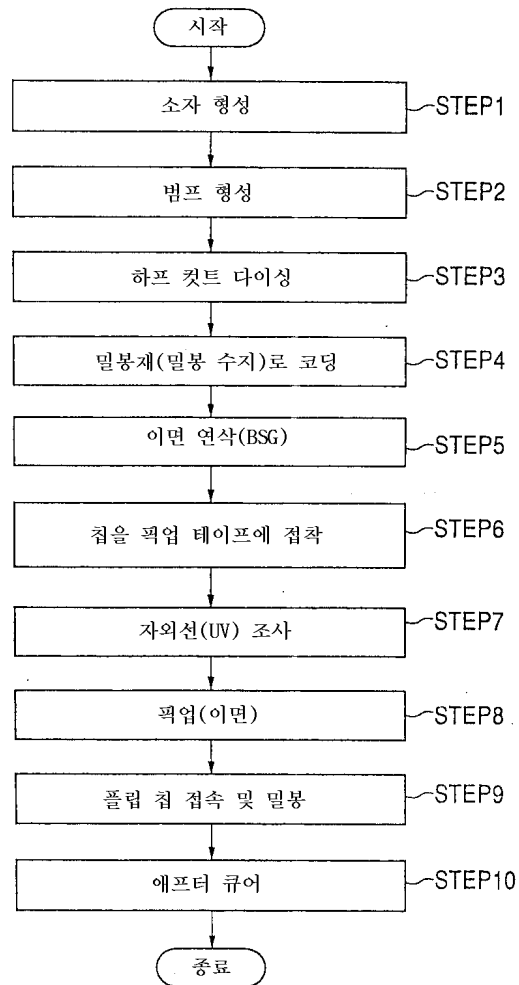 시작
소자 형성
STEP1
범프 형성
STEP2
하프 컷트 다이싱
STEP3
밀봉재(밀봉 수지)로 코딩
STEP4
이면 연삭(BSG)
STEP5
칩을 픽업 테이프에 접착
STEP6
자외선(UV) 조사
STEP7
픽업(이면)
STEP8
플립 칩 접속 및 밀봉
STEP9
애프터 큐어
STEP10
종료